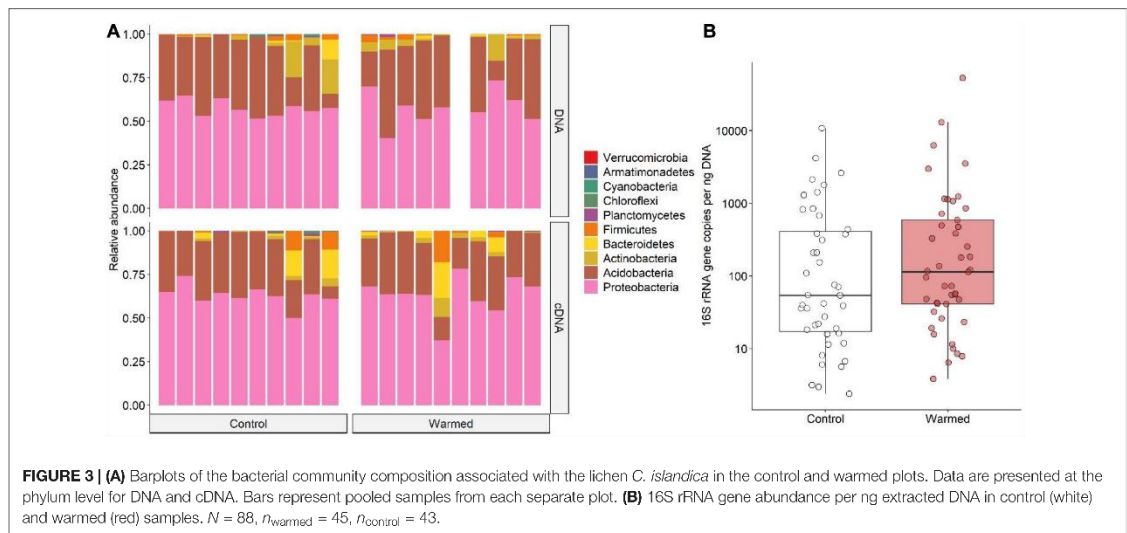 A
B
Relative abundance
1.00
0.75
0.50
0.25
0.00
DNA
1.00
0.75
0.50
0.25
0.00
cDNA
Control
Warmed
Verrucomicrobia
Armatimonadetes
Cyanobacteria
Chloroflexi
Planctomycetes
Firmicutes
Bacteroidetes
Actinobacteria
Acidobacteria
Proteobacteria
16S rRNA gene copies per ng DNA
10000
1000
100
10
Control
Warmed
FIGURE 3 | (A) Barplots of the bacterial community composition associated with the lichen C. islandica in the control and warmed plots. Data are presented at the
phylum level for DNA and cDNA. Bars represent pooled samples from each separate plot. (B) 16S rRNA gene abundance per ng extracted DNA in control (white)
and warmed (red) samples. N = 88, nwarmed = 45, ncontrol = 43.